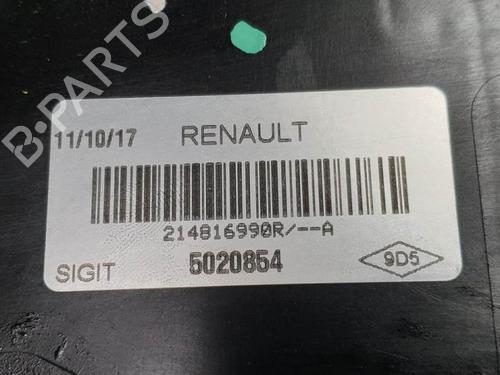 11/10/17 RENAULT
214816990R/--A
SIGIT 5020854 9D5
B-PARTS